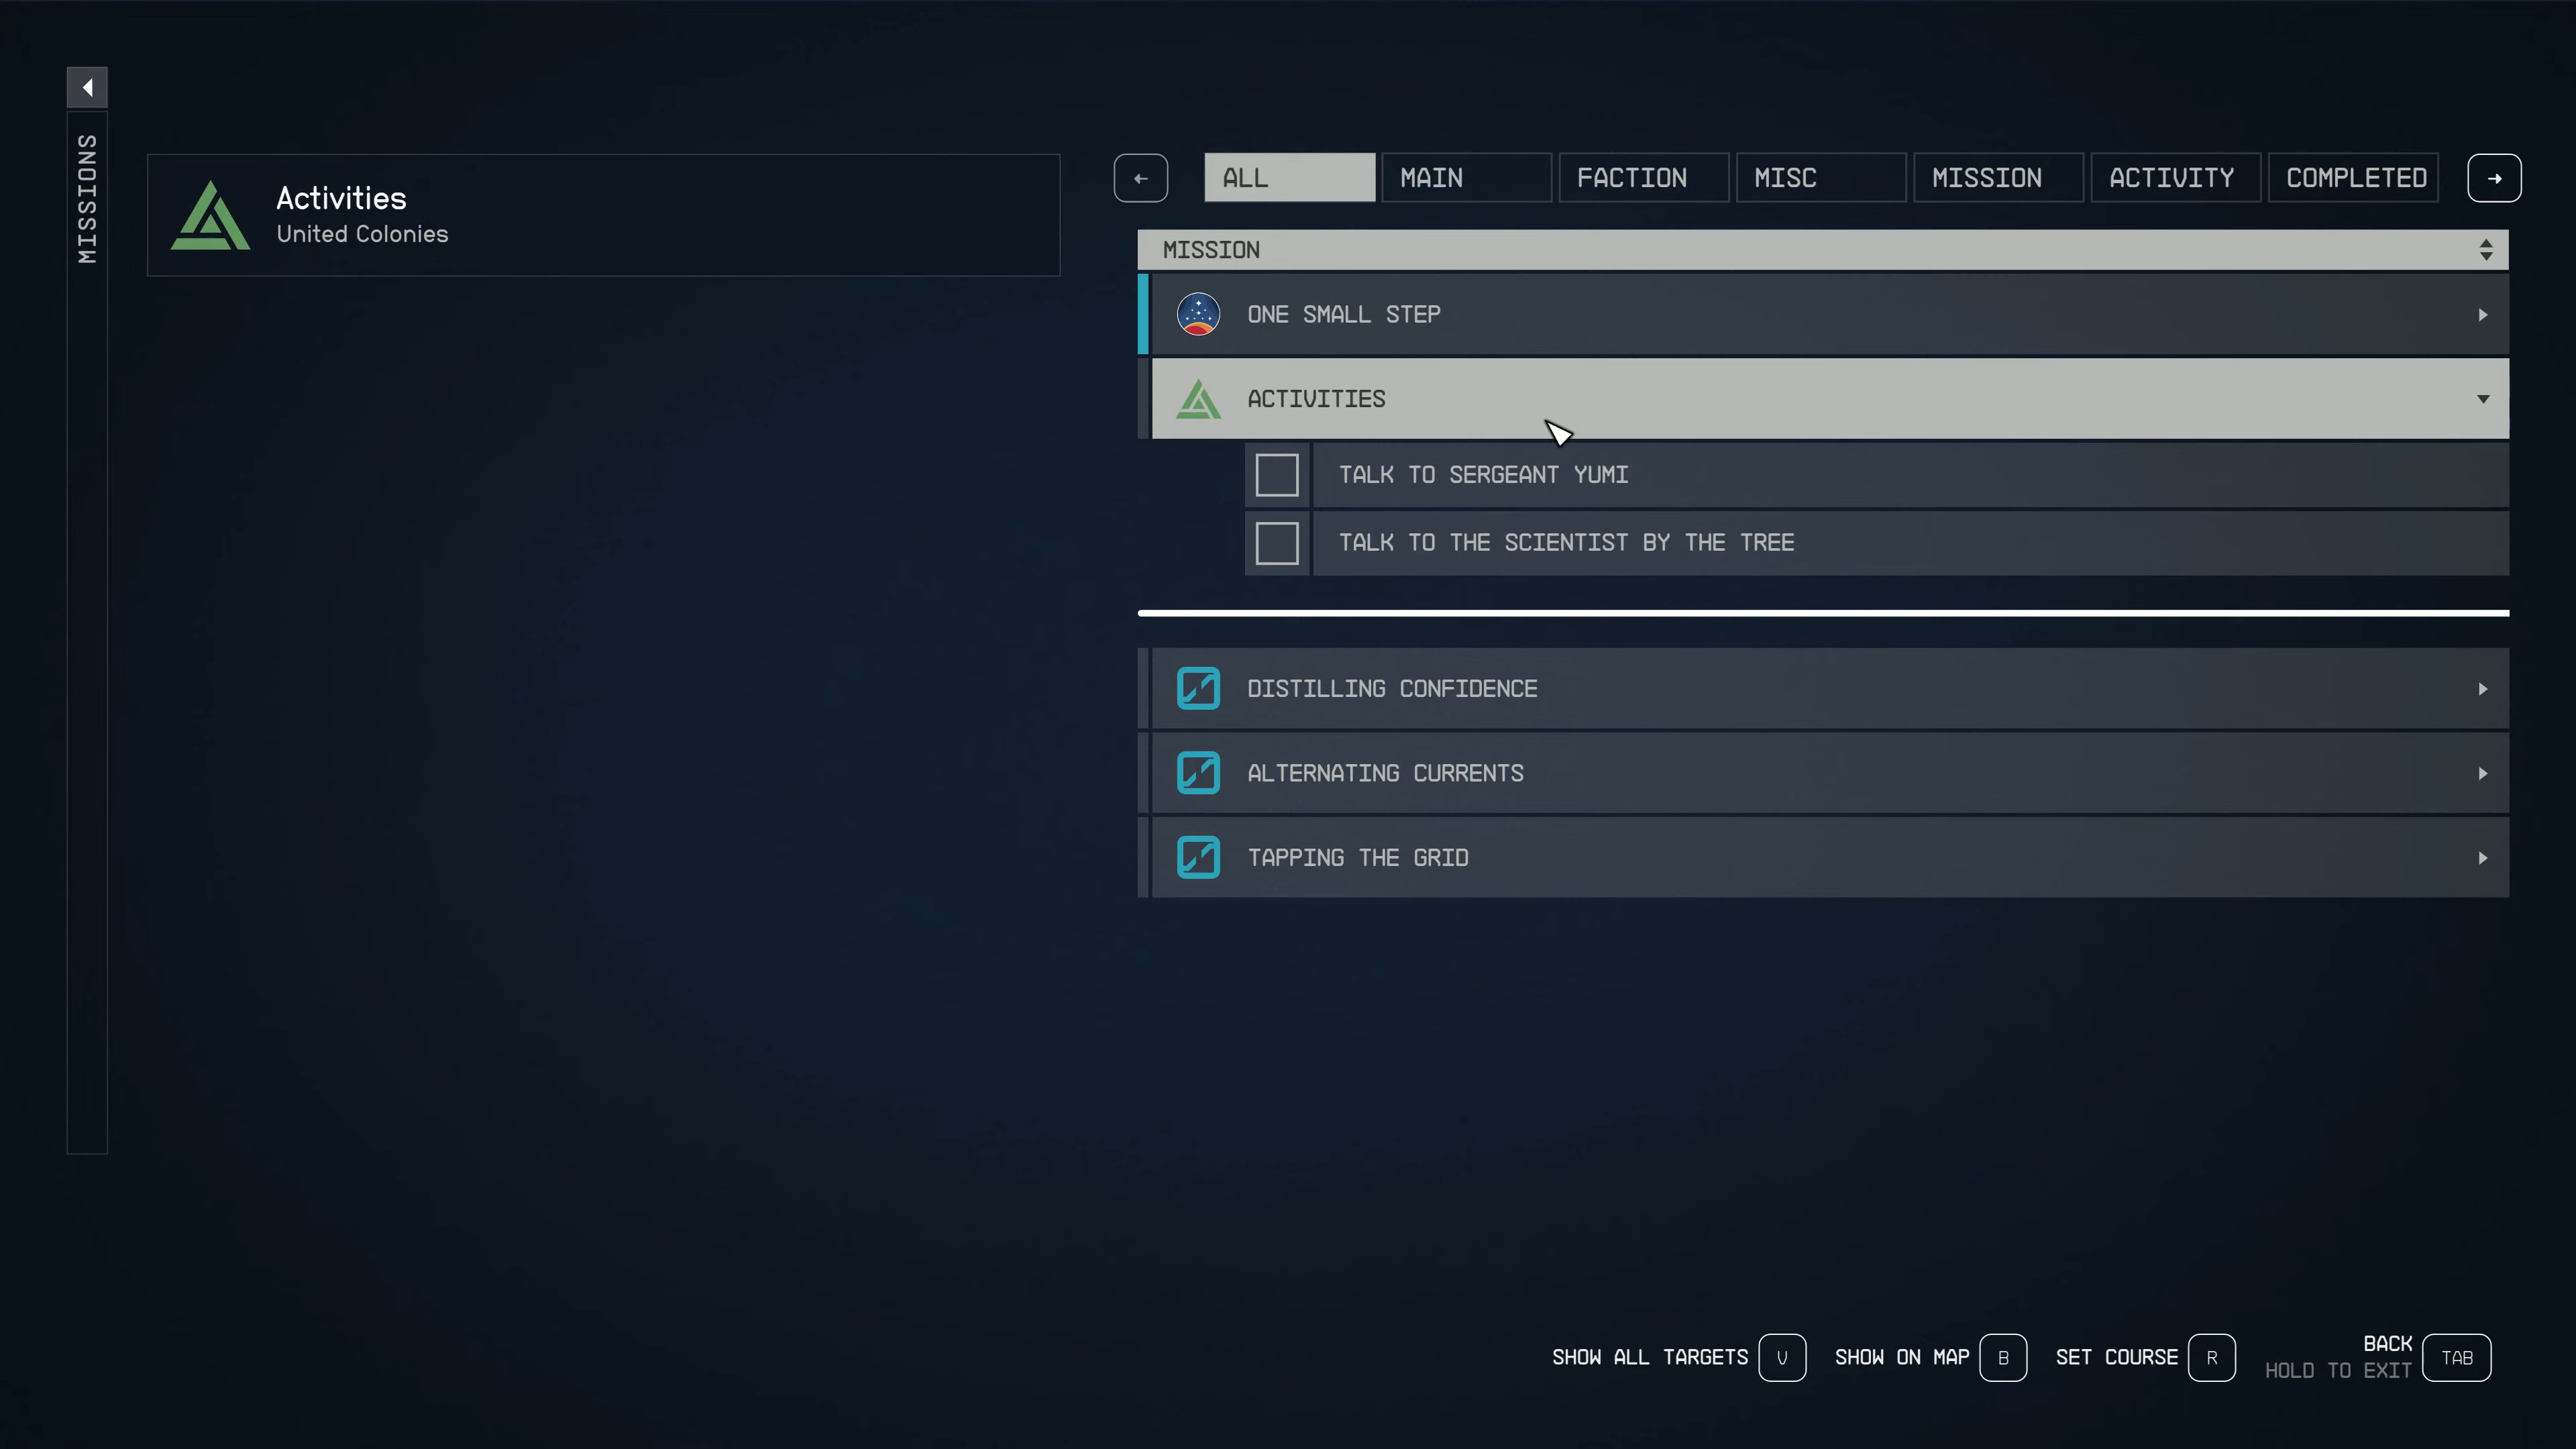 MISSIONS
Activities
United Colonies
ALL
MAIN
FACTION
MISC
MISSION
ACTIVITY
COMPLETED
MISSION
ONE SMALL STEP
ACTIVITIES
TALK TO SERGEANT YUMI
TALK TO THE SCIENTIST BY THE TREE
DISTILLING CONFIDENCE
ALTERNATING CURRENTS
TAPPING THE GRID
SHOW ALL TARGETS V
SHOW ON MAP B
SET COURSE R
BACK
HOLD TO EXIT
TAB